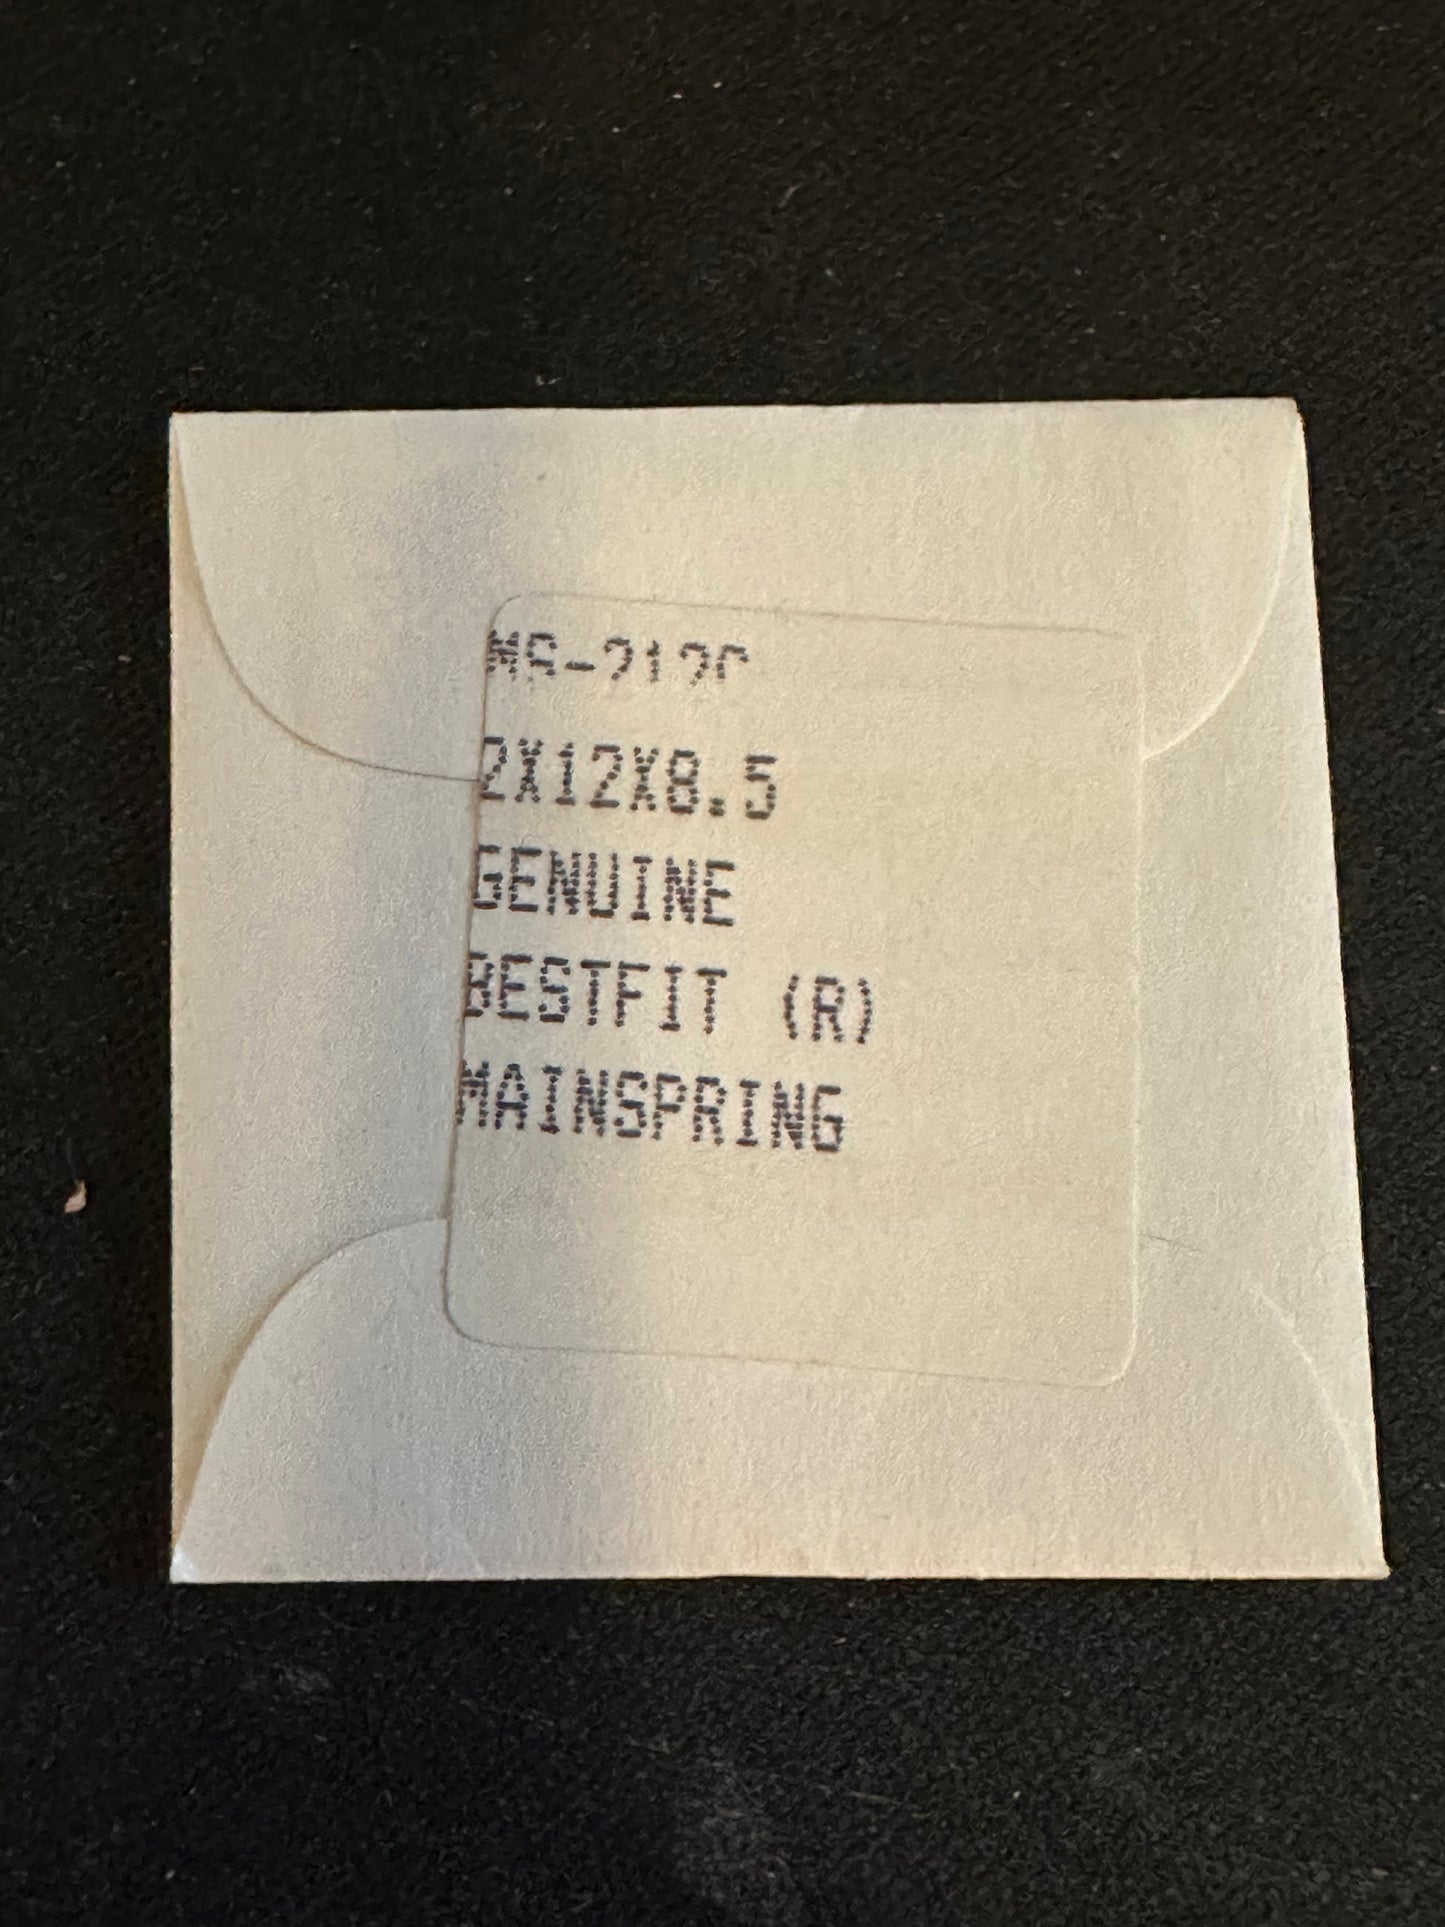 2X12X8.5
GENUINE
BESTFIT (R)
MAINSPRING